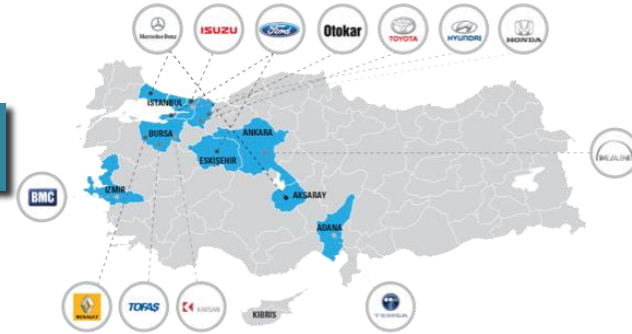 Mercedes-Benz
ISUZU
Ford
Otokar
TOYOTA
HYUNDAI
HONDA
İSTANBUL
BURSA
ANKARA
ESKİŞEHİR
MAN
BMC
İZMİR
AKSARAY
ADANA
RENAULT
TOFAŞ
KARSAN
KIBRIS
TEMSA